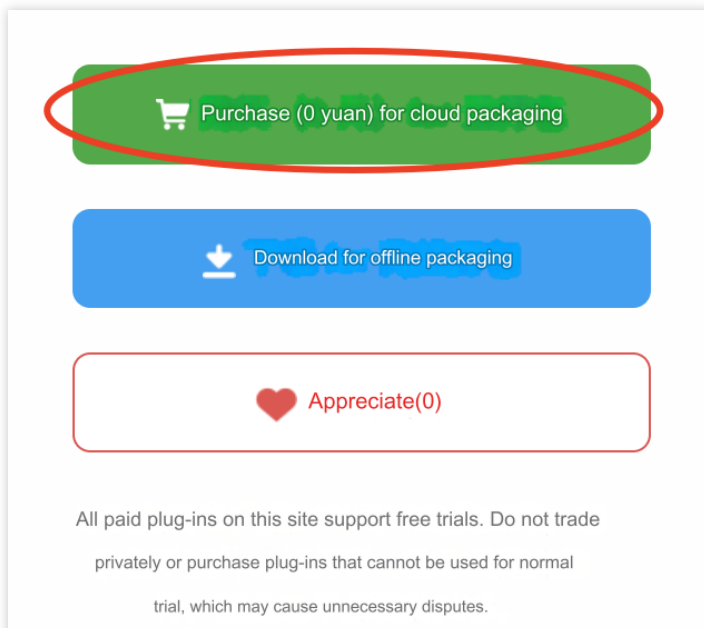 Purchase (0 yuan) for cloud packaging
Download for offline packaging
Appreciate(0)
All paid plug-ins on this site support free trials. Do not trade
privately or purchase plug-ins that cannot be used for normal
trial, which may cause unnecessary disputes.